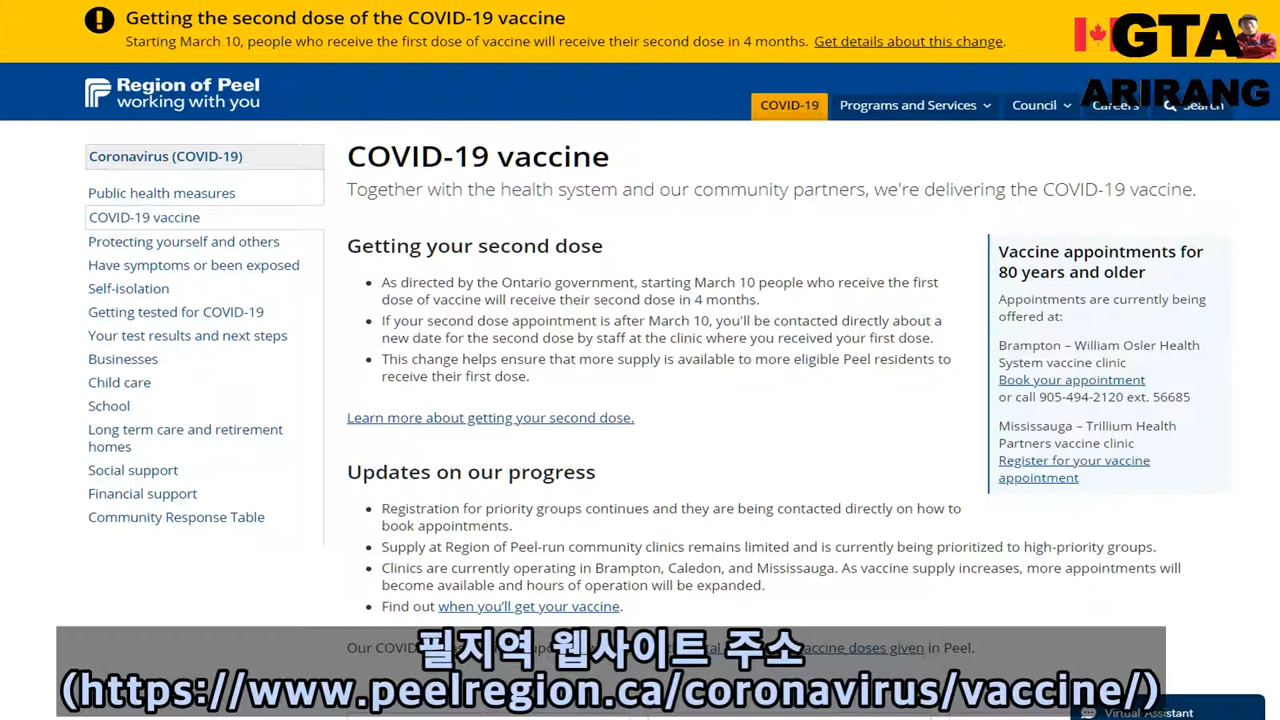 Getting the second dose of the COVID-19 vaccine
Starting March 10, people who receive the first dose of vaccine will receive their second dose in 4 months. Get details about this change.
GTA
ARIRANG
Region of Peel
working with you
COVID-19
Programs and Services
Council
Careers
Search
Coronavirus (COVID-19)
Public health measures
COVID-19 vaccine
Protecting yourself and others
Have symptoms or been exposed
Self-isolation
Getting tested for COVID-19
Your test results and next steps
Businesses
Child care
School
Long term care and retirement
homes
Social support
Financial support
Community Response Table
COVID-19 vaccine
Together with the health system and our community partners, we're delivering the COVID-19 vaccine.
Getting your second dose
As directed by the Ontario government, starting March 10 people who receive the first
dose of vaccine will receive their second dose in 4 months.
If your second dose appointment is after March 10, you'll be contacted directly about a
new date for the second dose by staff at the clinic where you received your first dose.
This change helps ensure that more supply is available to more eligible Peel residents to
receive their first dose.
Learn more about getting your second dose.
Vaccine appointments for
80 years and older
Appointments are currently being
offered at:
Brampton – William Osler Health
System vaccine clinic
Book your appointment
or call 905-494-2120 ext. 56685
Mississauga – Trillium Health
Partners vaccine clinic
Register for your vaccine
appointment
Updates on our progress
Registration for priority groups continues and they are being contacted directly on how to
book appointments.
Supply at Region of Peel-run community clinics remains limited and is currently being prioritized to high-priority groups.
Clinics are currently operating in Brampton, Caledon, and Mississauga. As vaccine supply increases, more appointments will
become available and hours of operation will be expanded.
Find out when you'll get your vaccine.
Our COVID vaccine doses given in Peel.
필지역 웹사이트 주소
(https://www.peelregion.ca/coronavirus/vaccine/)
Virtual Assistant